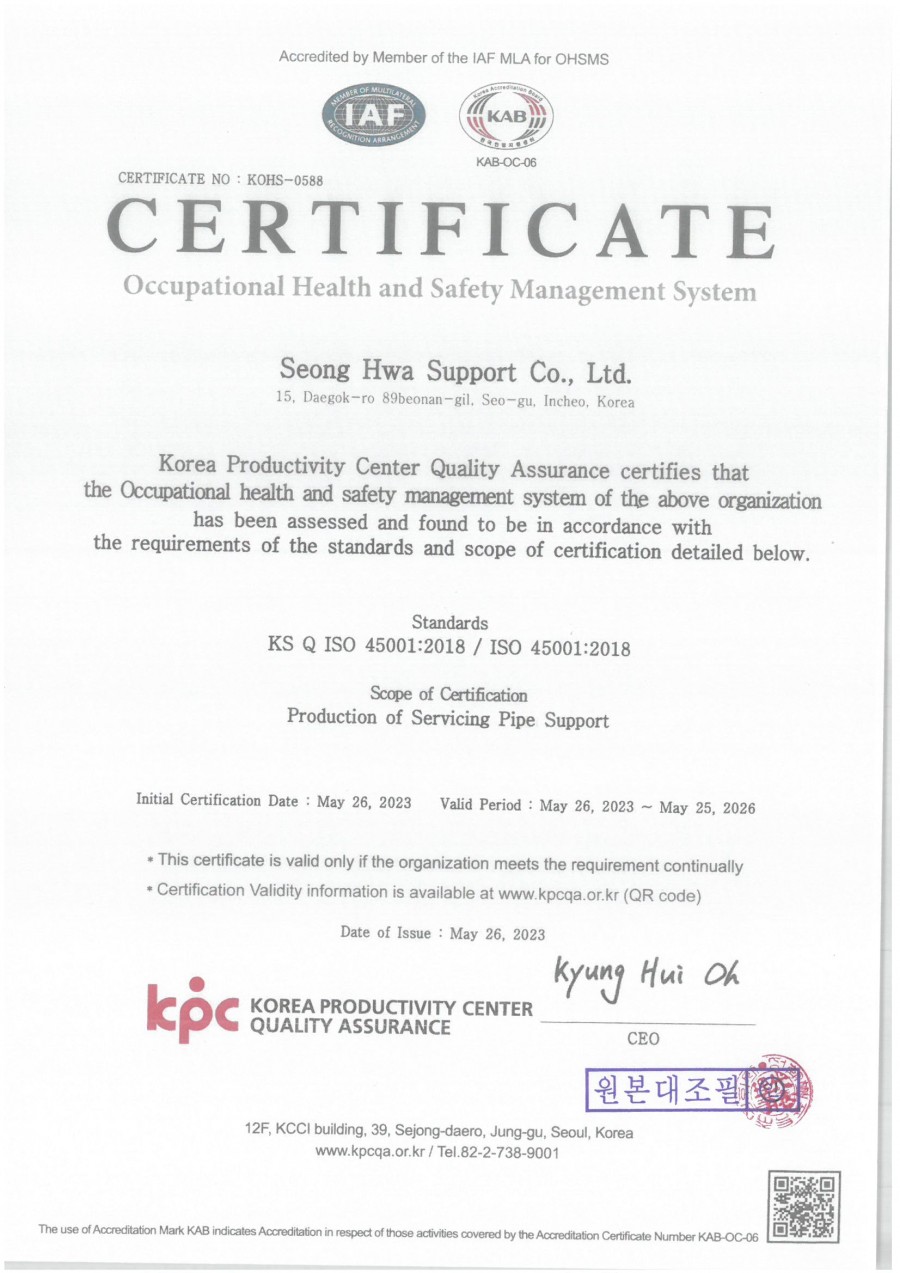 Accredited by Member of the IAF MLA for OHSMS
MEMBER OF MULTILATERAL
IAF
RECOGNITION ARRANGEMENT
Korea Accreditation Board
KAB
KAB-OC-06
CERTIFICATE NO : KOHS-0588
CERTIFICATE
Occupational Health and Safety Management System
Seong Hwa Support Co., Ltd.
15, Daegok-ro 89beonan-gil, Seo-gu, Incheo, Korea
Korea Productivity Center Quality Assurance certifies that
the Occupational health and safety management system of the above organization
has been assessed and found to be in accordance with
the requirements of the standards and scope of certification detailed below.
Standards
KS Q ISO 45001:2018 / ISO 45001:2018
Scope of Certification
Production of Servicing Pipe Support
Initial Certification Date : May 26, 2023 Valid Period : May 26, 2023 ~ May 25, 2026
* This certificate is valid only if the organization meets the requirement continually
* Certification Validity information is available at www.kpcqa.or.kr (QR code)
Date of Issue : May 26, 2023
Kyung Hui Oh
kpc KOREA PRODUCTIVITY CENTER
QUALITY ASSURANCE
CEO
원본대조필
12F, KCCI building, 39, Sejong-daero, Jung-gu, Seoul, Korea
www.kpcqa.or.kr / Tel.82-2-738-9001
The use of Accreditation Mark KAB indicates Accreditation in respect of those activities covered by the Accreditation Certificate Number KAB-OC-06